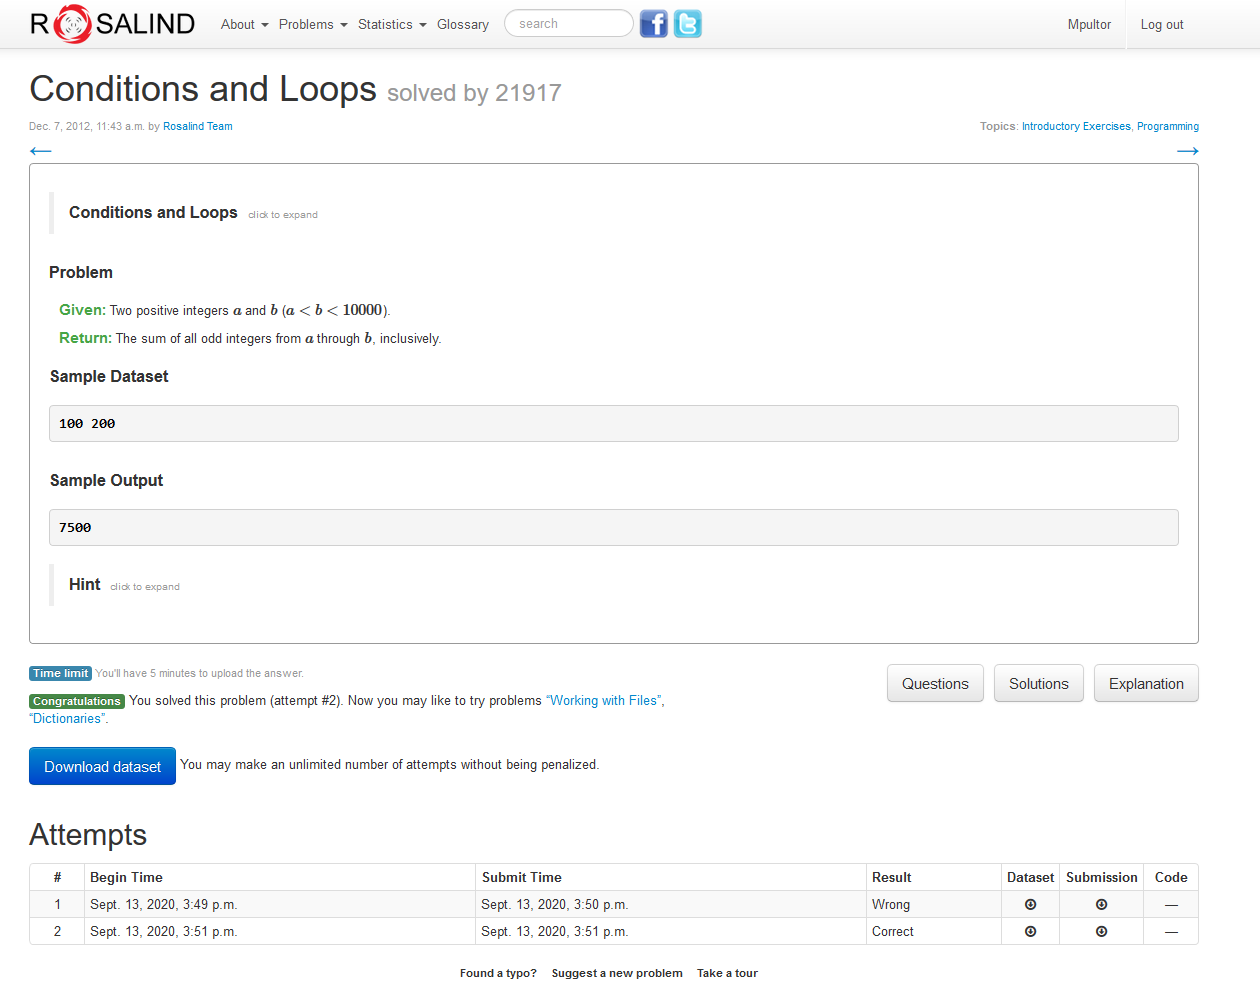 ROSALIND About Problems Statistics Glossary search Mpultor Log out
Conditions and Loops solved by 21917
Dec. 7, 2012, 11:43 a.m. by Rosalind Team Topics: Introductory Exercises, Programming
← →
Conditions and Loops click to expand
Problem
Given: Two positive integers a and b (a < b < 10000).
Return: The sum of all odd integers from a through b, inclusively.
Sample Dataset
100 200
Sample Output
7500
Hint click to expand
Time limit You'll have 5 minutes to upload the answer. Questions Solutions Explanation
Congratulations You solved this problem (attempt #2). Now you may like to try problems “Working with Files”,
“Dictionaries”.
Download dataset You may make an unlimited number of attempts without being penalized.
Attempts
# Begin Time Submit Time Result Dataset Submission Code
1 Sept. 13, 2020, 3:49 p.m. Sept. 13, 2020, 3:50 p.m. Wrong —
2 Sept. 13, 2020, 3:51 p.m. Sept. 13, 2020, 3:51 p.m. Correct —
Found a typo? Suggest a new problem Take a tour